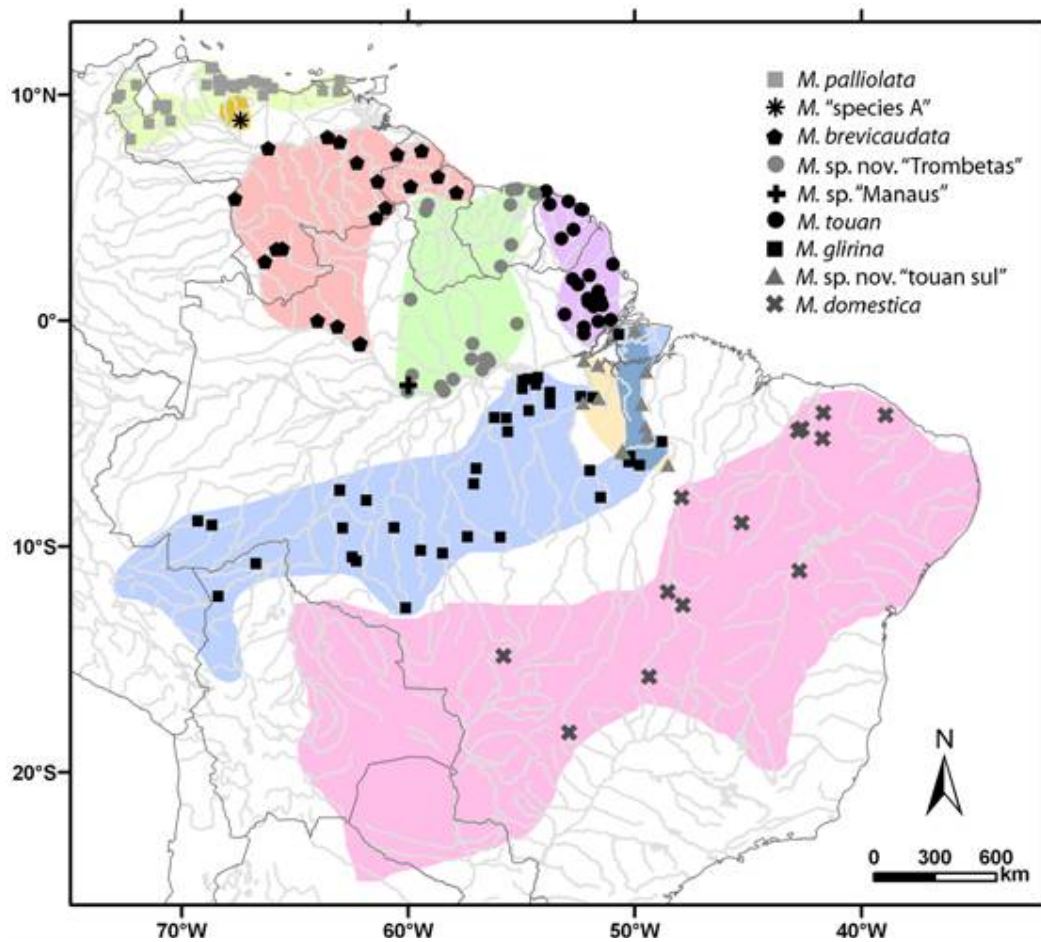 10°N
0°
10°S
20°S
70°W
60°W
50°W
40°W
M. palliolata
M. "species A"
M. brevicaudata
M. sp. nov. "Trombetas"
M. sp. "Manaus"
M. touan
M. glirina
M. sp. nov. "touan sul"
M. domestica
N
0 300 600
km